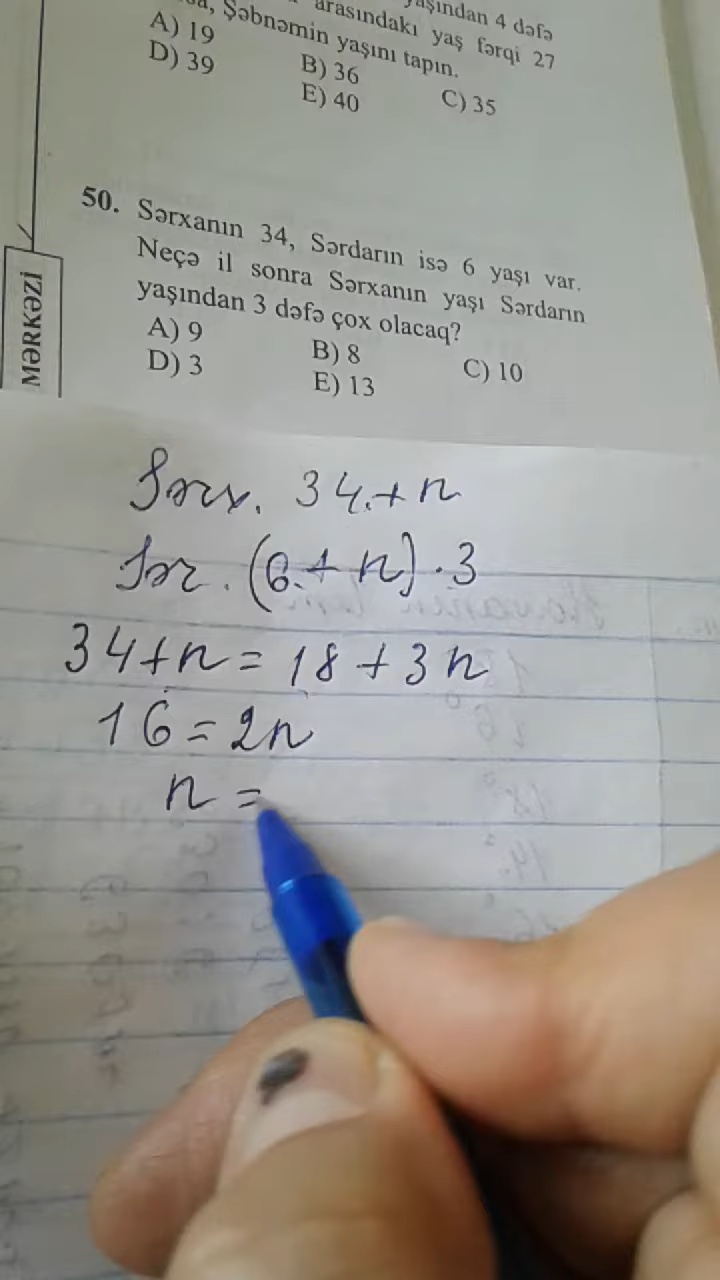 yaşından 4 dəfə
arasındakı yaş fərqi 27
Şəbnəmin yaşını tapın.
A) 19
B) 36
C) 35
D) 39
E) 40
50. Sərxanın 34, Sərdarın isə 6 yaşı var.
Neçə il sonra Sərxanın yaşı Sərdarın
yaşından 3 dəfə çox olacaq?
A) 9
B) 8
C) 10
D) 3
E) 13
MƏRKƏZİ
Sərx. 34 + n
Sər. (6 + n) · 3
34 + n = 18 + 3n
16 = 2n
n =